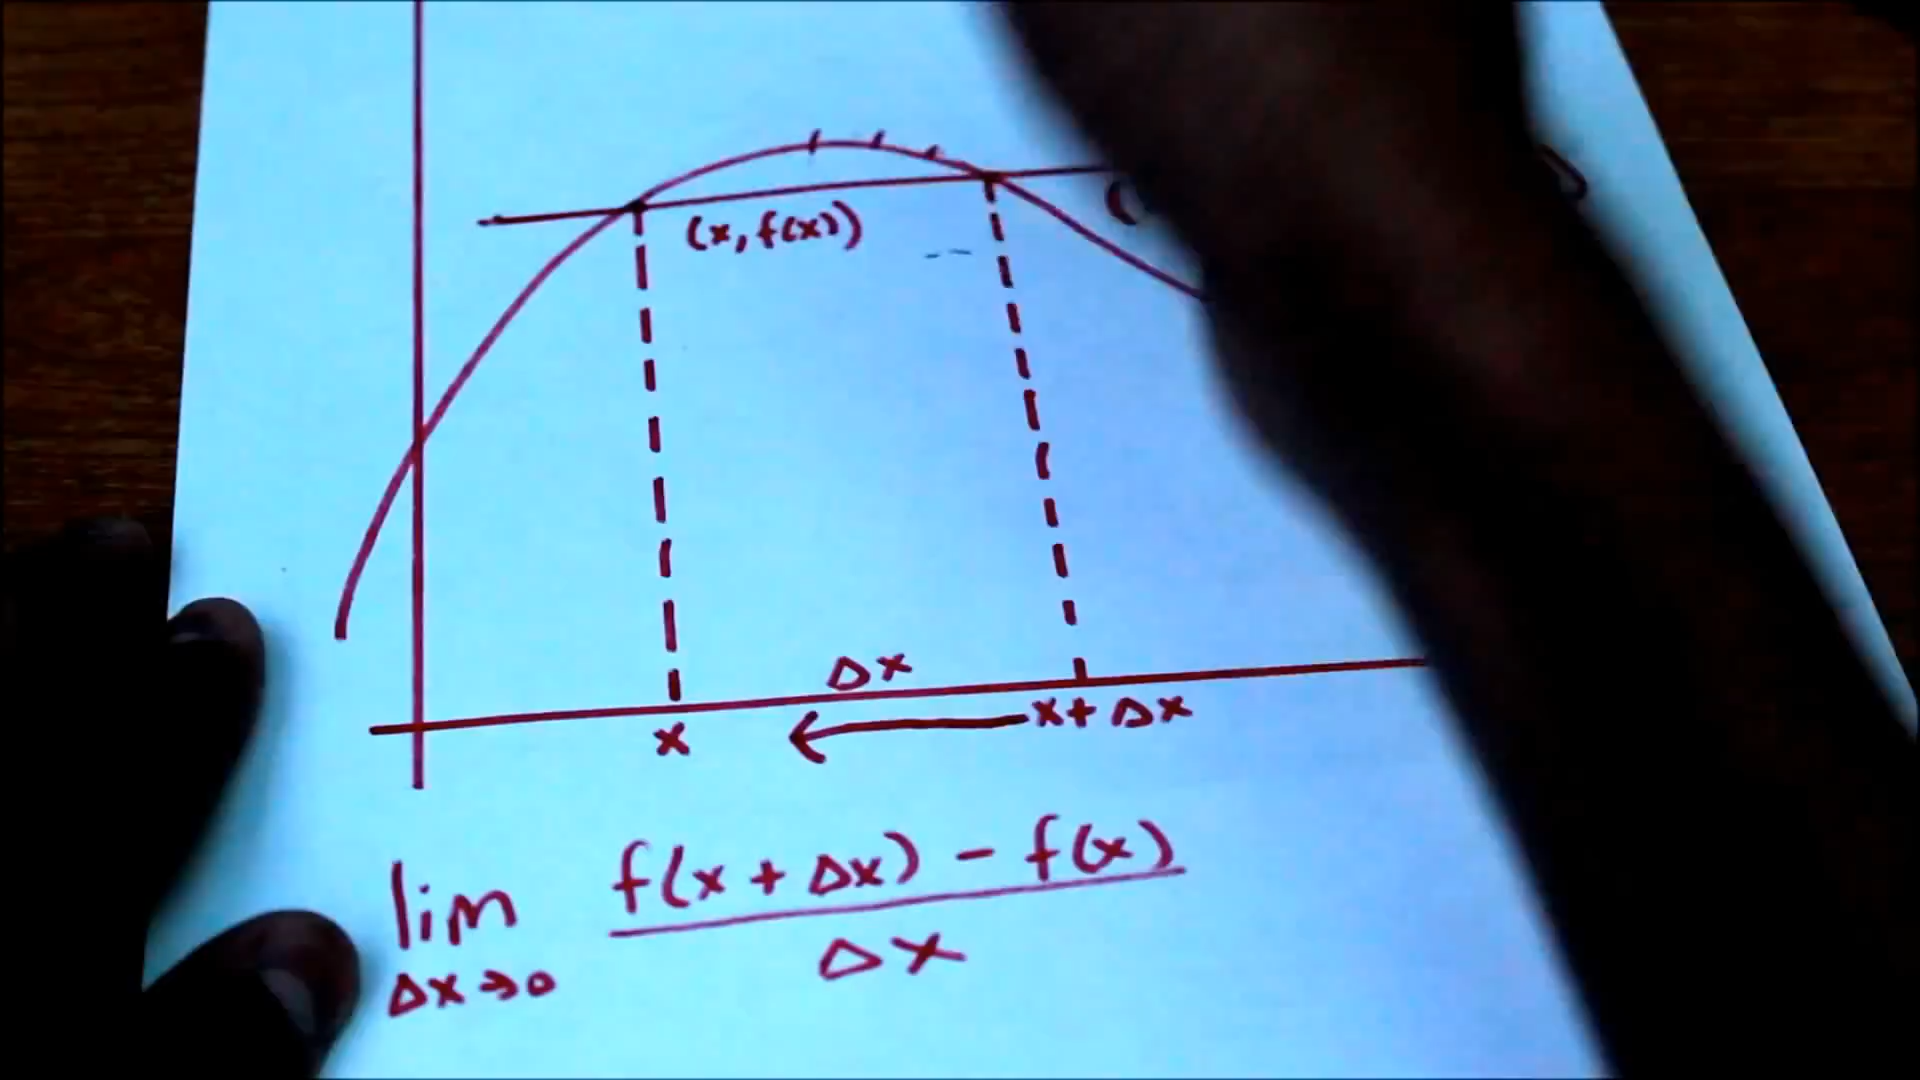 (x, f(x))
Δx
x
x + Δx
lim f(x + Δx) - f(x)
Δx→0 Δx